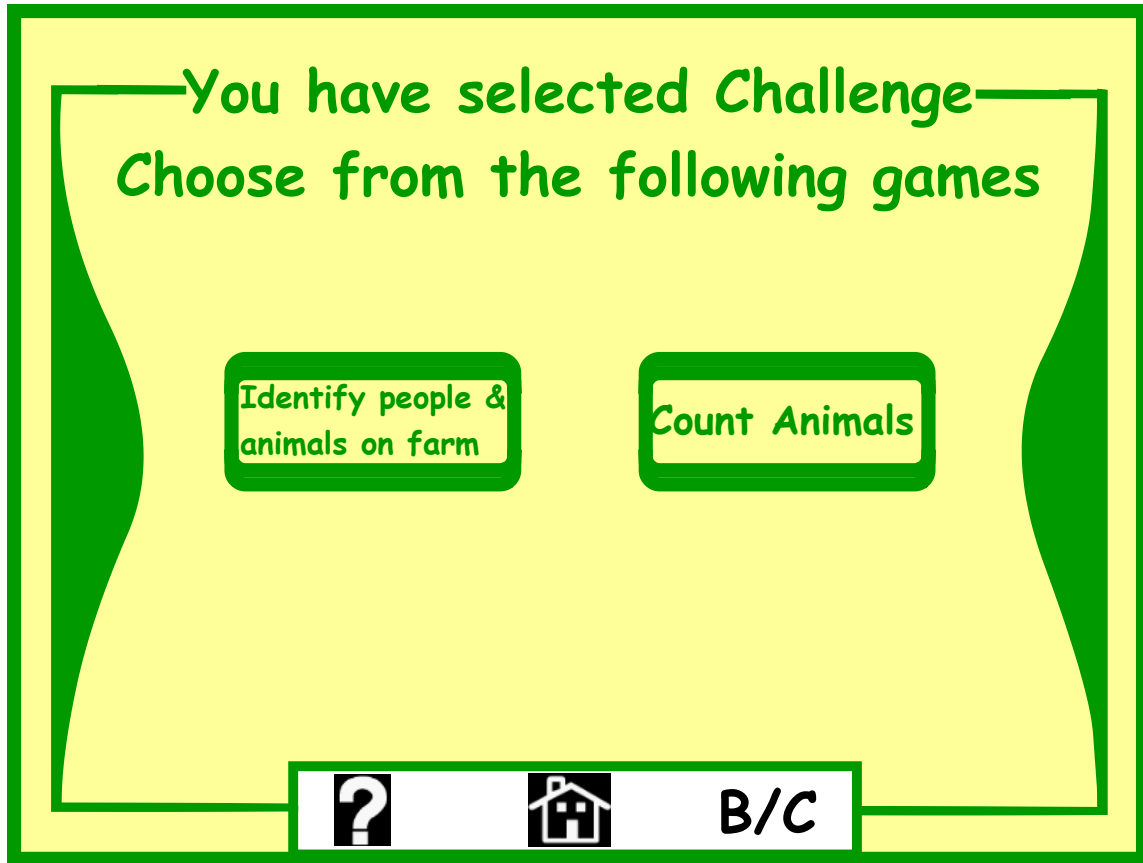 You have selected Challenge
Choose from the following games
Identify people &
animals on farm
Count Animals
?
B/C